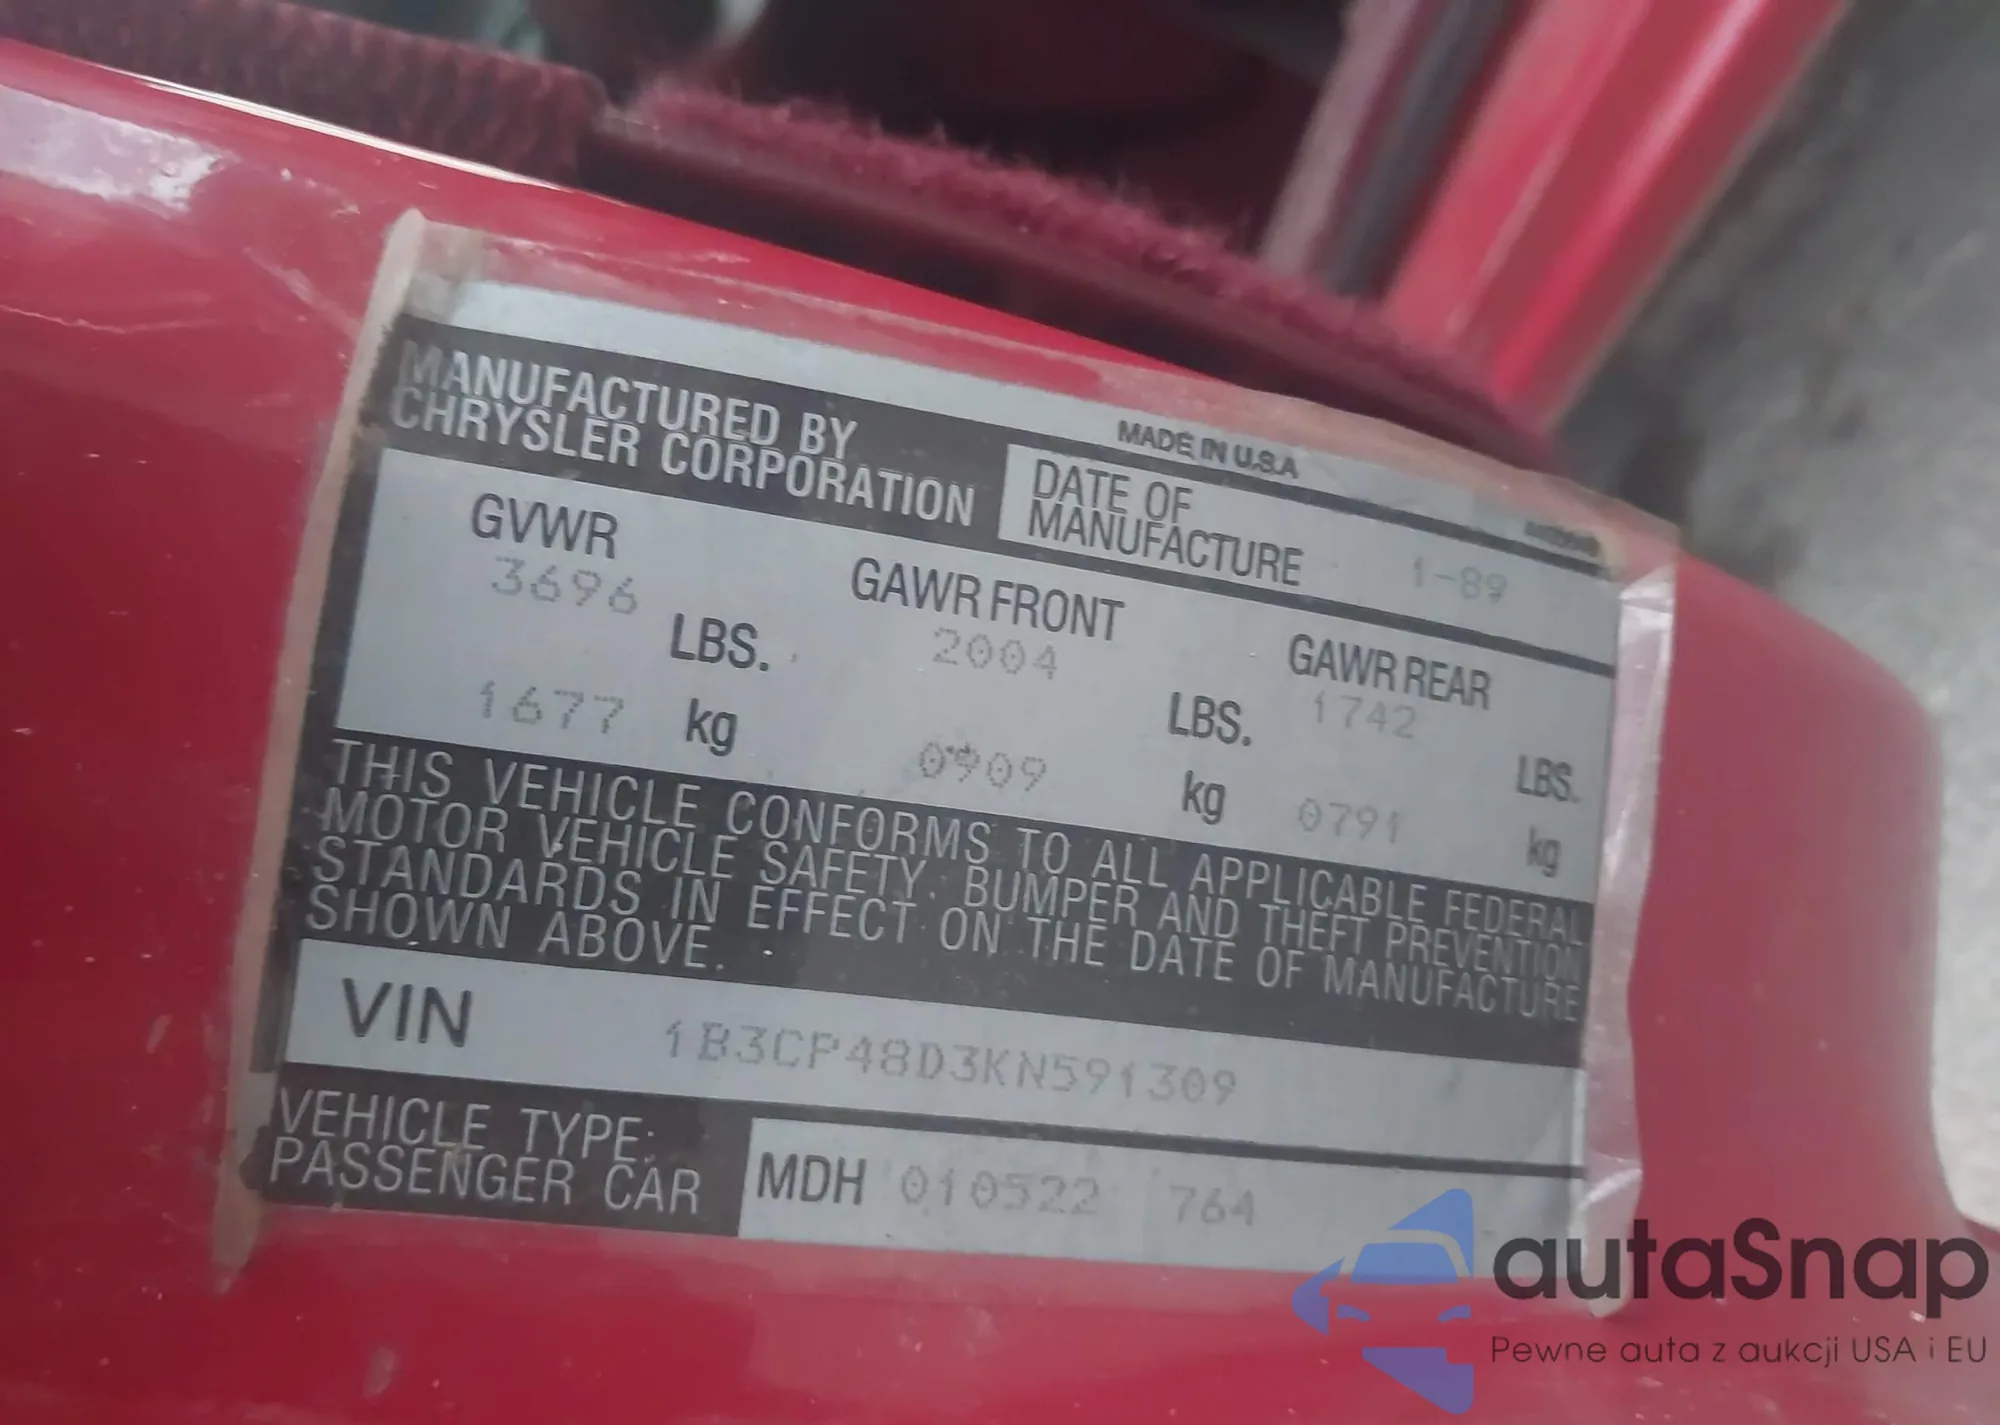 MADE IN U.S.A
MANUFACTURED BY
CHRYSLER CORPORATION
DATE OF
MANUFACTURE 1-89
GVWR
3696 LBS.
1677 kg
GAWR FRONT
2004 LBS.
0909 kg
GAWR REAR
1742 LBS.
0791 kg
THIS VEHICLE CONFORMS TO ALL APPLICABLE FEDERAL
MOTOR VEHICLE SAFETY, BUMPER AND THEFT PREVENTION
STANDARDS IN EFFECT ON THE DATE OF MANUFACTURE
SHOWN ABOVE.
VIN 1B3CP48D3KN591309
VEHICLE TYPE:
PASSENGER CAR
MDH 010522 764
autaSnap
Pewne auta z aukcji USA i EU